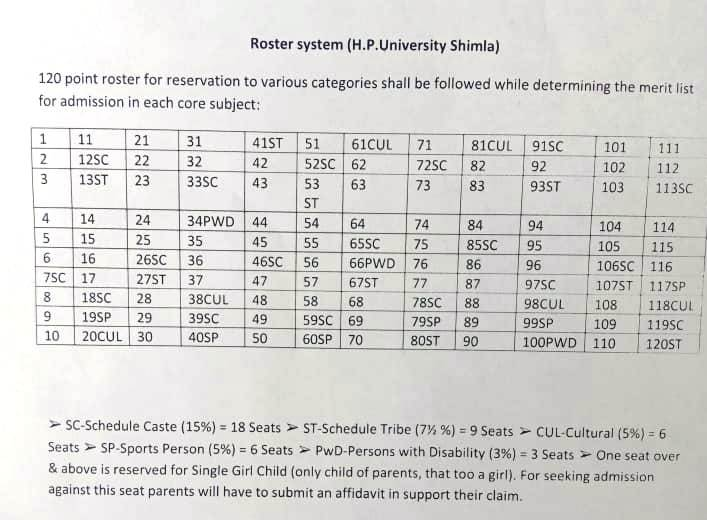 Roster system (H.P.University Shimla)
120 point roster for reservation to various categories shall be followed while determining the merit list
for admission in each core subject:
1 11 21 31 41ST 51 61CUL 71 81CUL 91SC 101 111
2 12SC 22 32 42 52SC 62 72SC 82 92 102 112
3 13ST 23 33SC 43 53 63 73 83 93ST 103 113SC
ST
4 14 24 34PWD 44 54 64 74 84 94 104 114
5 15 25 35 45 55 65SC 75 85SC 95 105 115
6 16 26SC 36 46SC 56 66PWD 76 86 96 106SC 116
7SC 17 27ST 37 47 57 67ST 77 87 97SC 107ST 117SP
8 18SC 28 38CUL 48 58 68 78SC 88 98CUL 108 118CUL
9 19SP 29 39SC 49 59SC 69 79SP 89 99SP 109 119SC
10 20CUL 30 40SP 50 60SP 70 80ST 90 100PWD 110 120ST
➢ SC-Schedule Caste (15%) = 18 Seats ➢ ST-Schedule Tribe (7½ %) = 9 Seats ➢ CUL-Cultural (5%) = 6
Seats ➢ SP-Sports Person (5%) = 6 Seats ➢ PwD-Persons with Disability (3%) = 3 Seats ➢ One seat over
& above is reserved for Single Girl Child (only child of parents, that too a girl). For seeking admission
against this seat parents will have to submit an affidavit in support their claim.